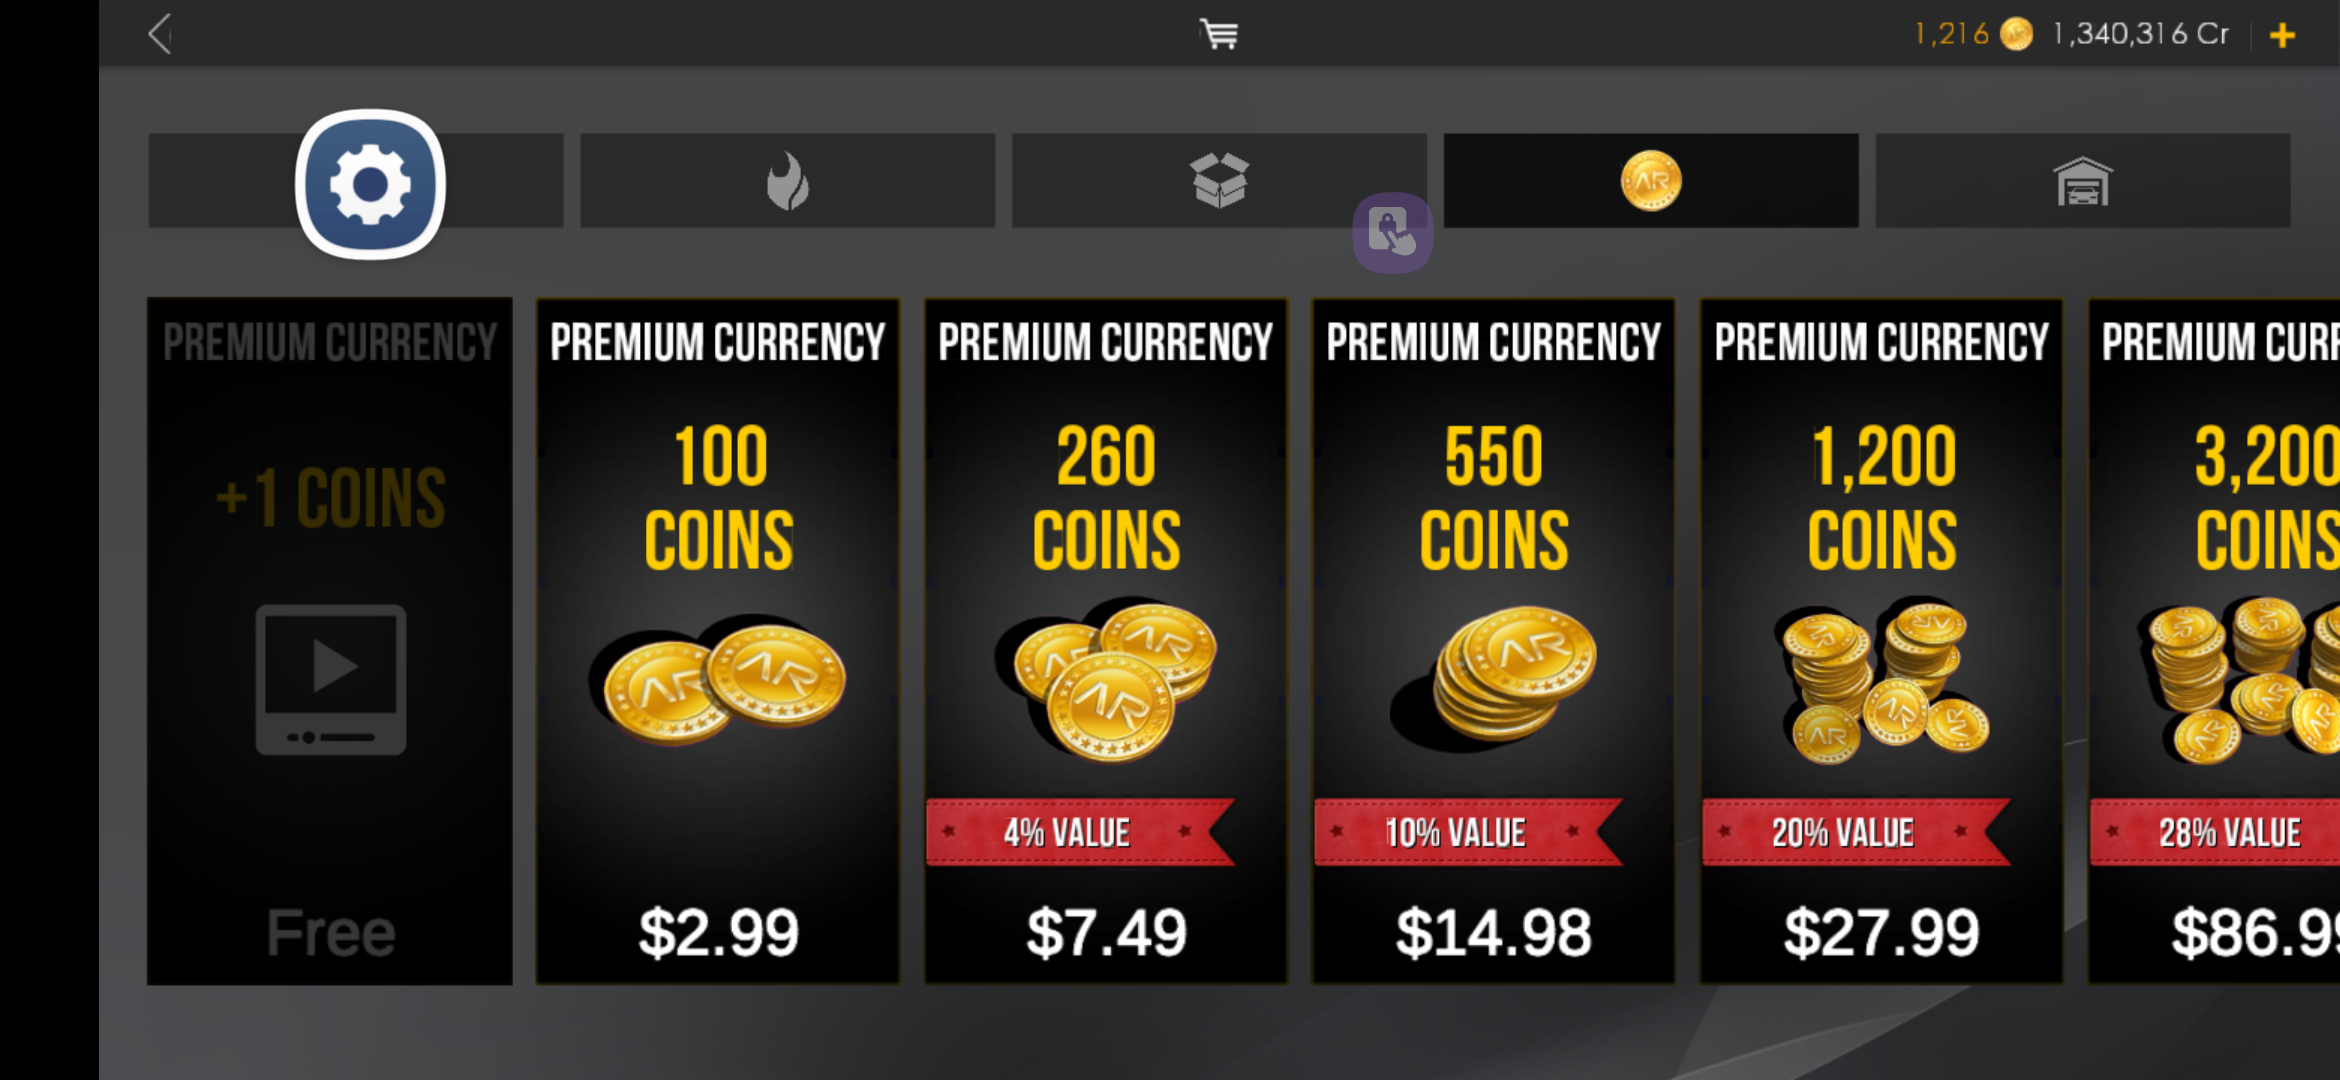 1,216 1,340,316 Cr +
PREMIUM CURRENCY
+1 COINS
Free
PREMIUM CURRENCY
100
COINS
$2.99
PREMIUM CURRENCY
260
COINS
4% VALUE
$7.49
PREMIUM CURRENCY
550
COINS
10% VALUE
$14.98
PREMIUM CURRENCY
1,200
COINS
20% VALUE
$27.99
PREMIUM CURR
3,200
COINS
28% VALUE
$86.9